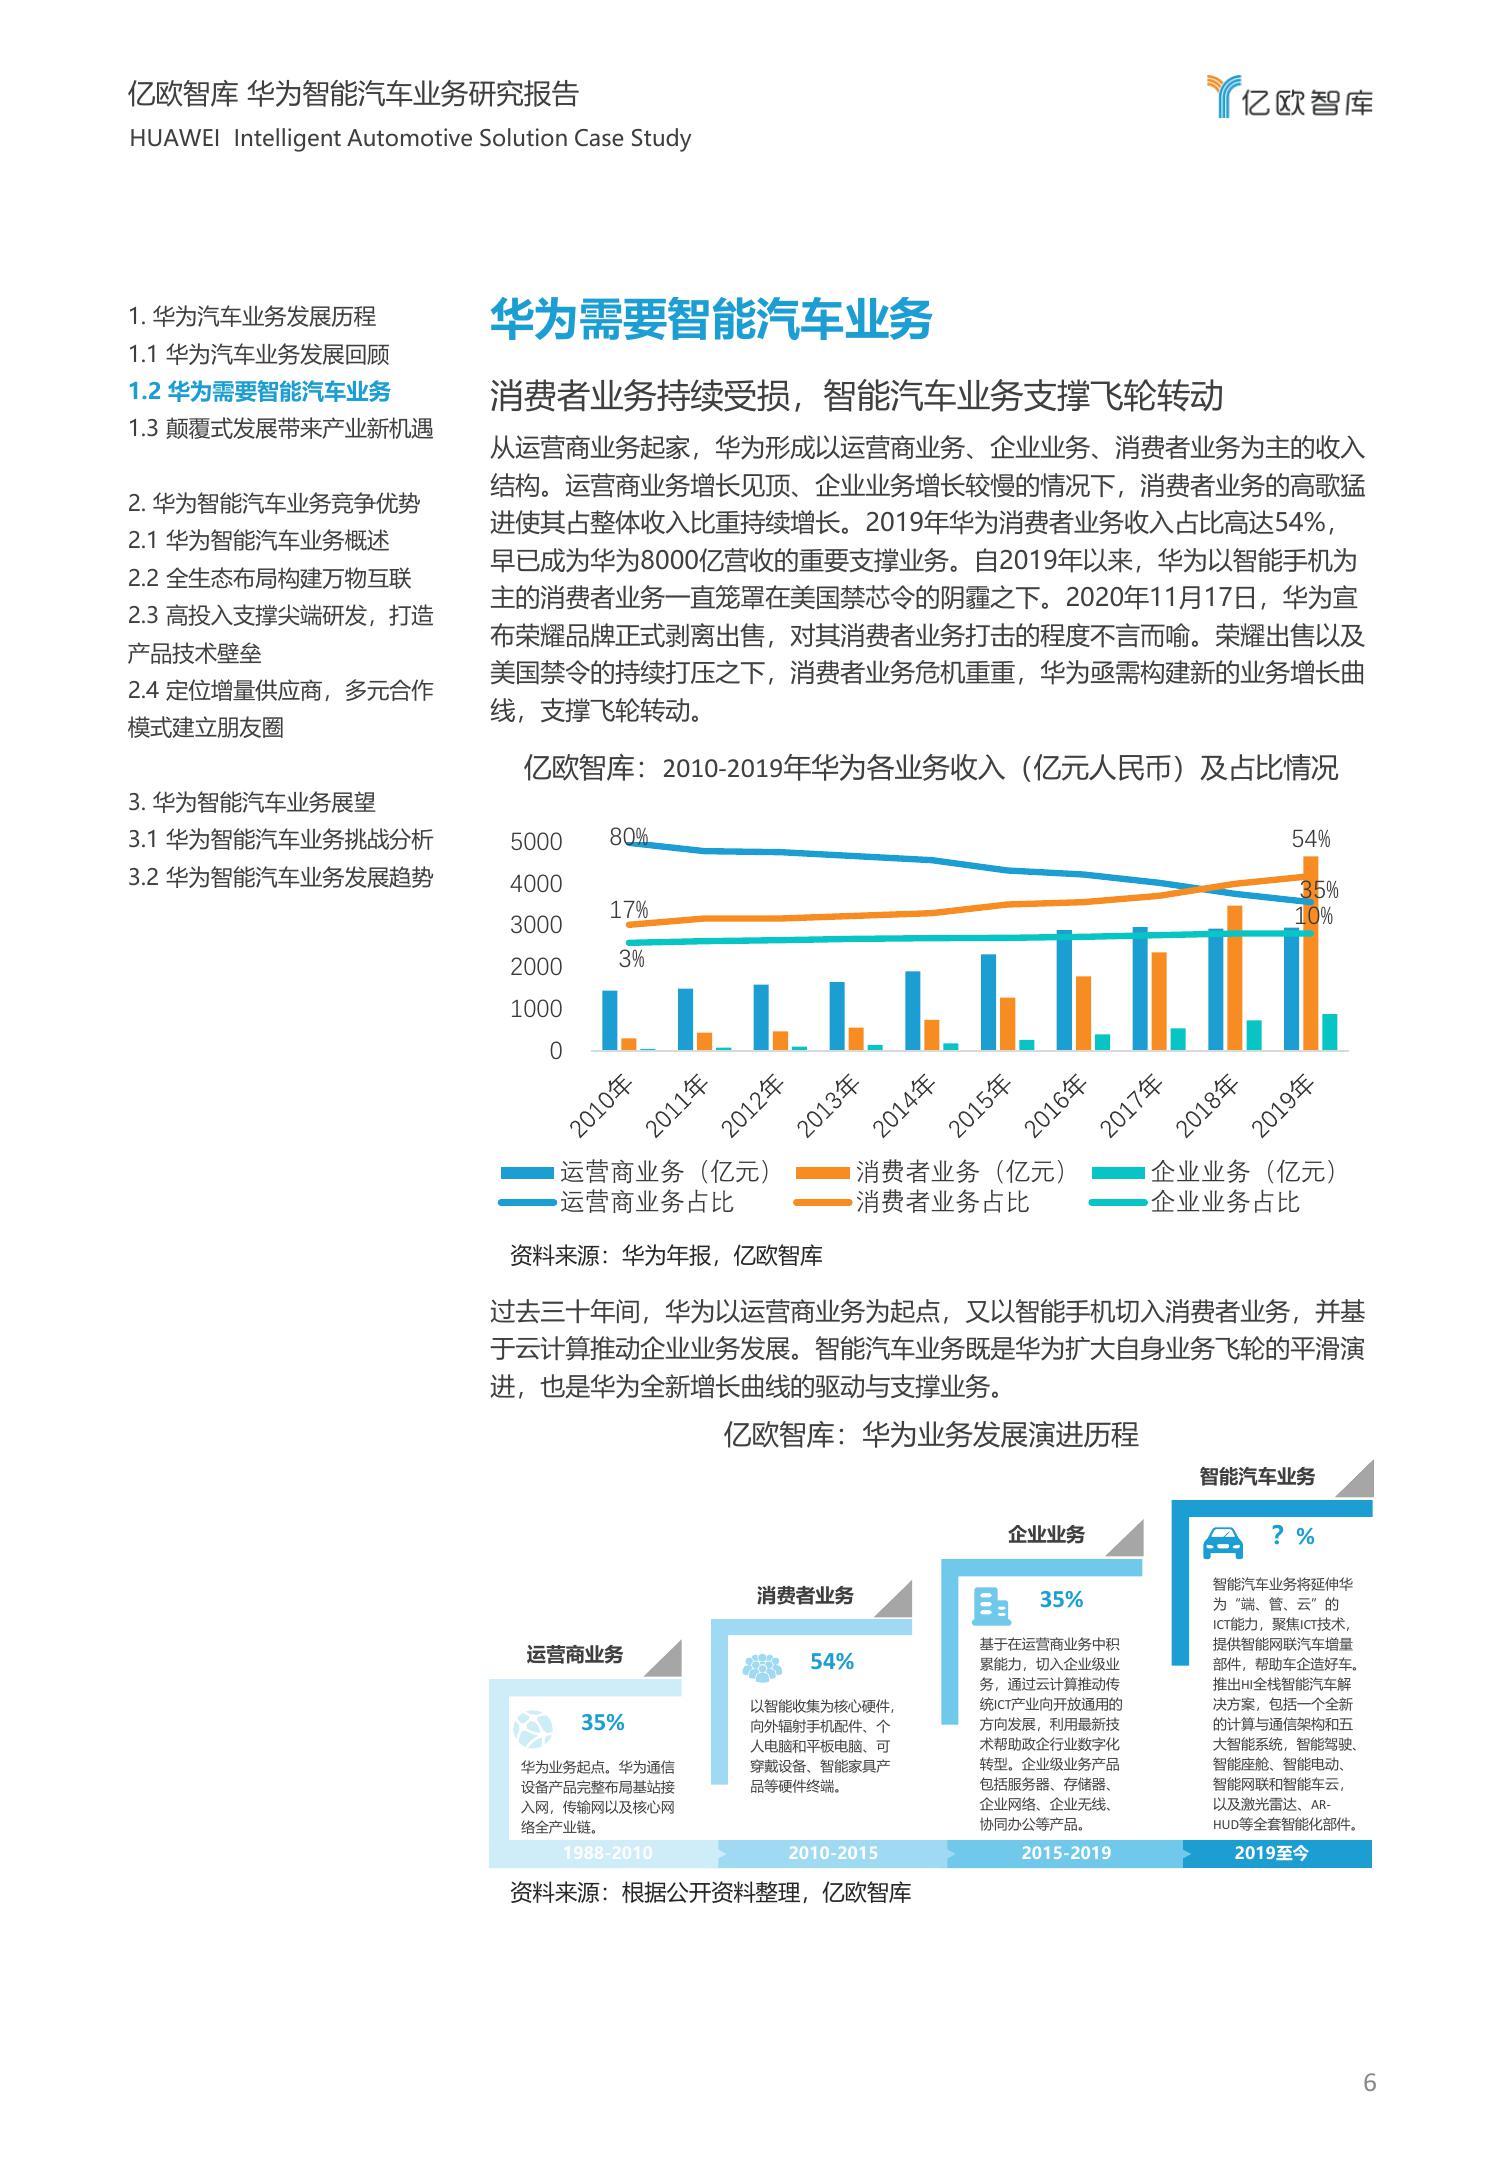 亿欧智库 华为智能汽车业务研究报告
HUAWEI  Intelligent Automotive Solution Case Study
亿欧智库
1. 华为汽车业务发展历程
1.1 华为汽车业务发展回顾
1.2 华为需要智能汽车业务
1.3 颠覆式发展带来产业新机遇
2. 华为智能汽车业务竞争优势
2.1 华为智能汽车业务概述
2.2 全生态布局构建万物互联
2.3 高投入支撑尖端研发，打造
产品技术壁垒
2.4 定位增量供应商，多元合作
模式建立朋友圈
3. 华为智能汽车业务展望
3.1 华为智能汽车业务挑战分析
3.2 华为智能汽车业务发展趋势
华为需要智能汽车业务
消费者业务持续受损，智能汽车业务支撑飞轮转动
从运营商业务起家，华为形成以运营商业务、企业业务、消费者业务为主的收入
结构。运营商业务增长见顶、企业业务增长较慢的情况下，消费者业务的高歌猛
进使其占整体收入比重持续增长。2019年华为消费者业务收入占比高达54%，
早已成为华为8000亿营收的重要支撑业务。自2019年以来，华为以智能手机为
主的消费者业务一直笼罩在美国禁芯令的阴霾之下。2020年11月17日，华为宣
布荣耀品牌正式剥离出售，对其消费者业务打击的程度不言而喻。荣耀出售以及
美国禁令的持续打压之下，消费者业务危机重重，华为亟需构建新的业务增长曲
线，支撑飞轮转动。
亿欧智库：2010-2019年华为各业务收入（亿元人民币）及占比情况
5000
4000
3000
2000
1000
0
80%
17%
3%
54%
35%
10%
2010年
2011年
2012年
2013年
2014年
2015年
2016年
2017年
2018年
2019年
运营商业务（亿元） 消费者业务（亿元） 企业业务（亿元）
运营商业务占比 消费者业务占比 企业业务占比
资料来源：华为年报，亿欧智库
过去三十年间，华为以运营商业务为起点，又以智能手机切入消费者业务，并基
于云计算推动企业业务发展。智能汽车业务既是华为扩大自身业务飞轮的平滑演
进，也是华为全新增长曲线的驱动与支撑业务。
亿欧智库：华为业务发展演进历程
运营商业务
35%
华为业务起点。华为通信
设备产品完整布局基站接
入网，传输网以及核心网
络全产业链。
1988-2010
消费者业务
54%
以智能收集为核心硬件，
向外辐射手机配件、个
人电脑和平板电脑、可
穿戴设备、智能家具产
品等硬件终端。
2010-2015
企业业务
35%
基于在运营商业务中积
累能力，切入企业级业
务，通过云计算推动传
统ICT产业向开放通用的
方向发展，利用最新技
术帮助政企行业数字化
转型。企业级业务产品
包括服务器、存储器、
企业网络、企业无线、
协同办公等产品。
2015-2019
智能汽车业务
？%
智能汽车业务将延伸华
为“端、管、云”的
ICT能力，聚焦ICT技术，
提供智能网联汽车增量
部件，帮助车企造好车。
推出HI全栈智能汽车解
决方案，包括一个全新
的计算与通信架构和五
大智能系统，智能驾驶、
智能座舱、智能电动、
智能网联和智能车云，
以及激光雷达、AR-
HUD等全套智能化部件。
2019至今
资料来源：根据公开资料整理，亿欧智库
6